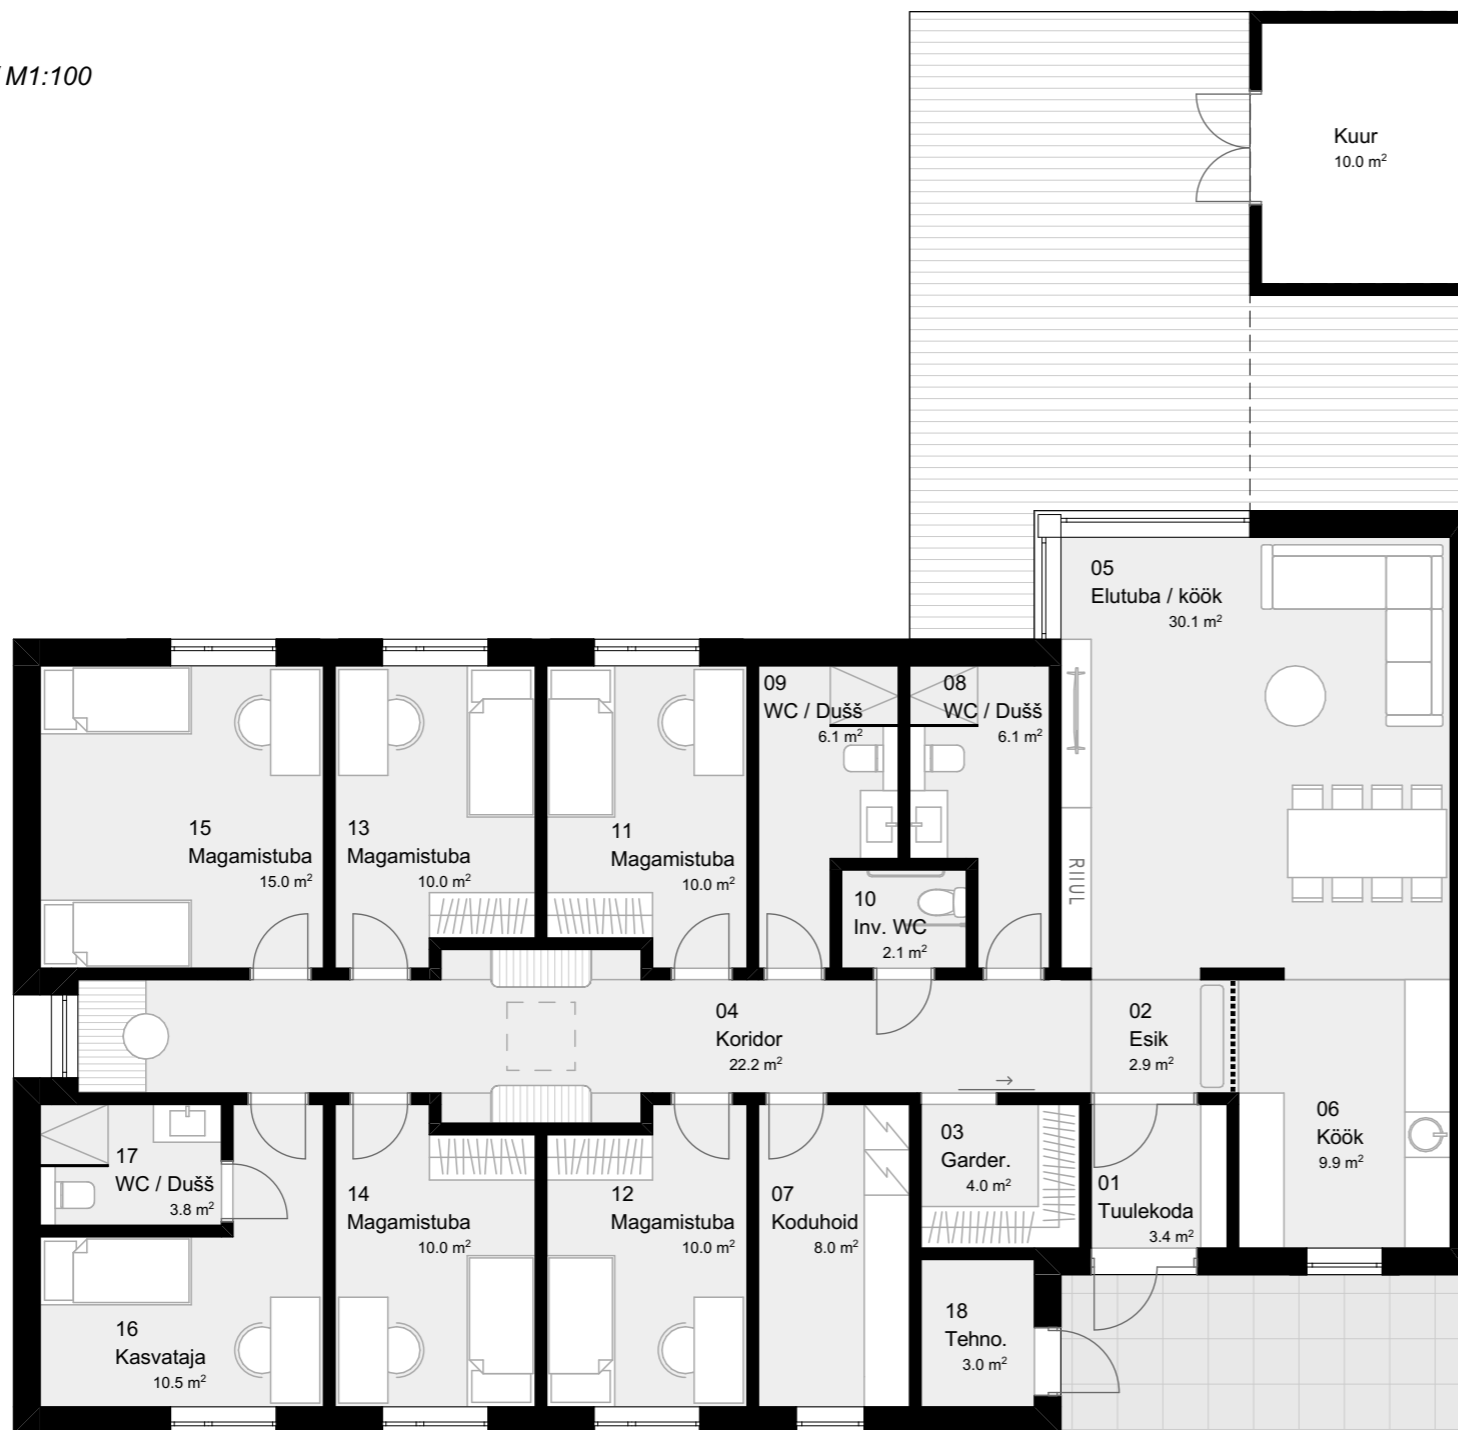 M1:100
Kuur
10.0 m²
05
Elutuba / köök
30.1 m²
09
WC / Dušš
6.1 m²
08
WC / Dušš
6.1 m²
15
Magamistuba
15.0 m²
13
Magamistuba
10.0 m²
11
Magamistuba
10.0 m²
RIIUL
10
Inv. WC
2.1 m²
04
Koridor
22.2 m²
02
Esik
2.9 m²
17
WC / Dušš
3.8 m²
14
Magamistuba
10.0 m²
12
Magamistuba
10.0 m²
07
Koduhoid
8.0 m²
03
Garder.
4.0 m²
01
Tuulekoda
3.4 m²
06
Köök
9.9 m²
16
Kasvataja
10.5 m²
18
Tehno.
3.0 m²